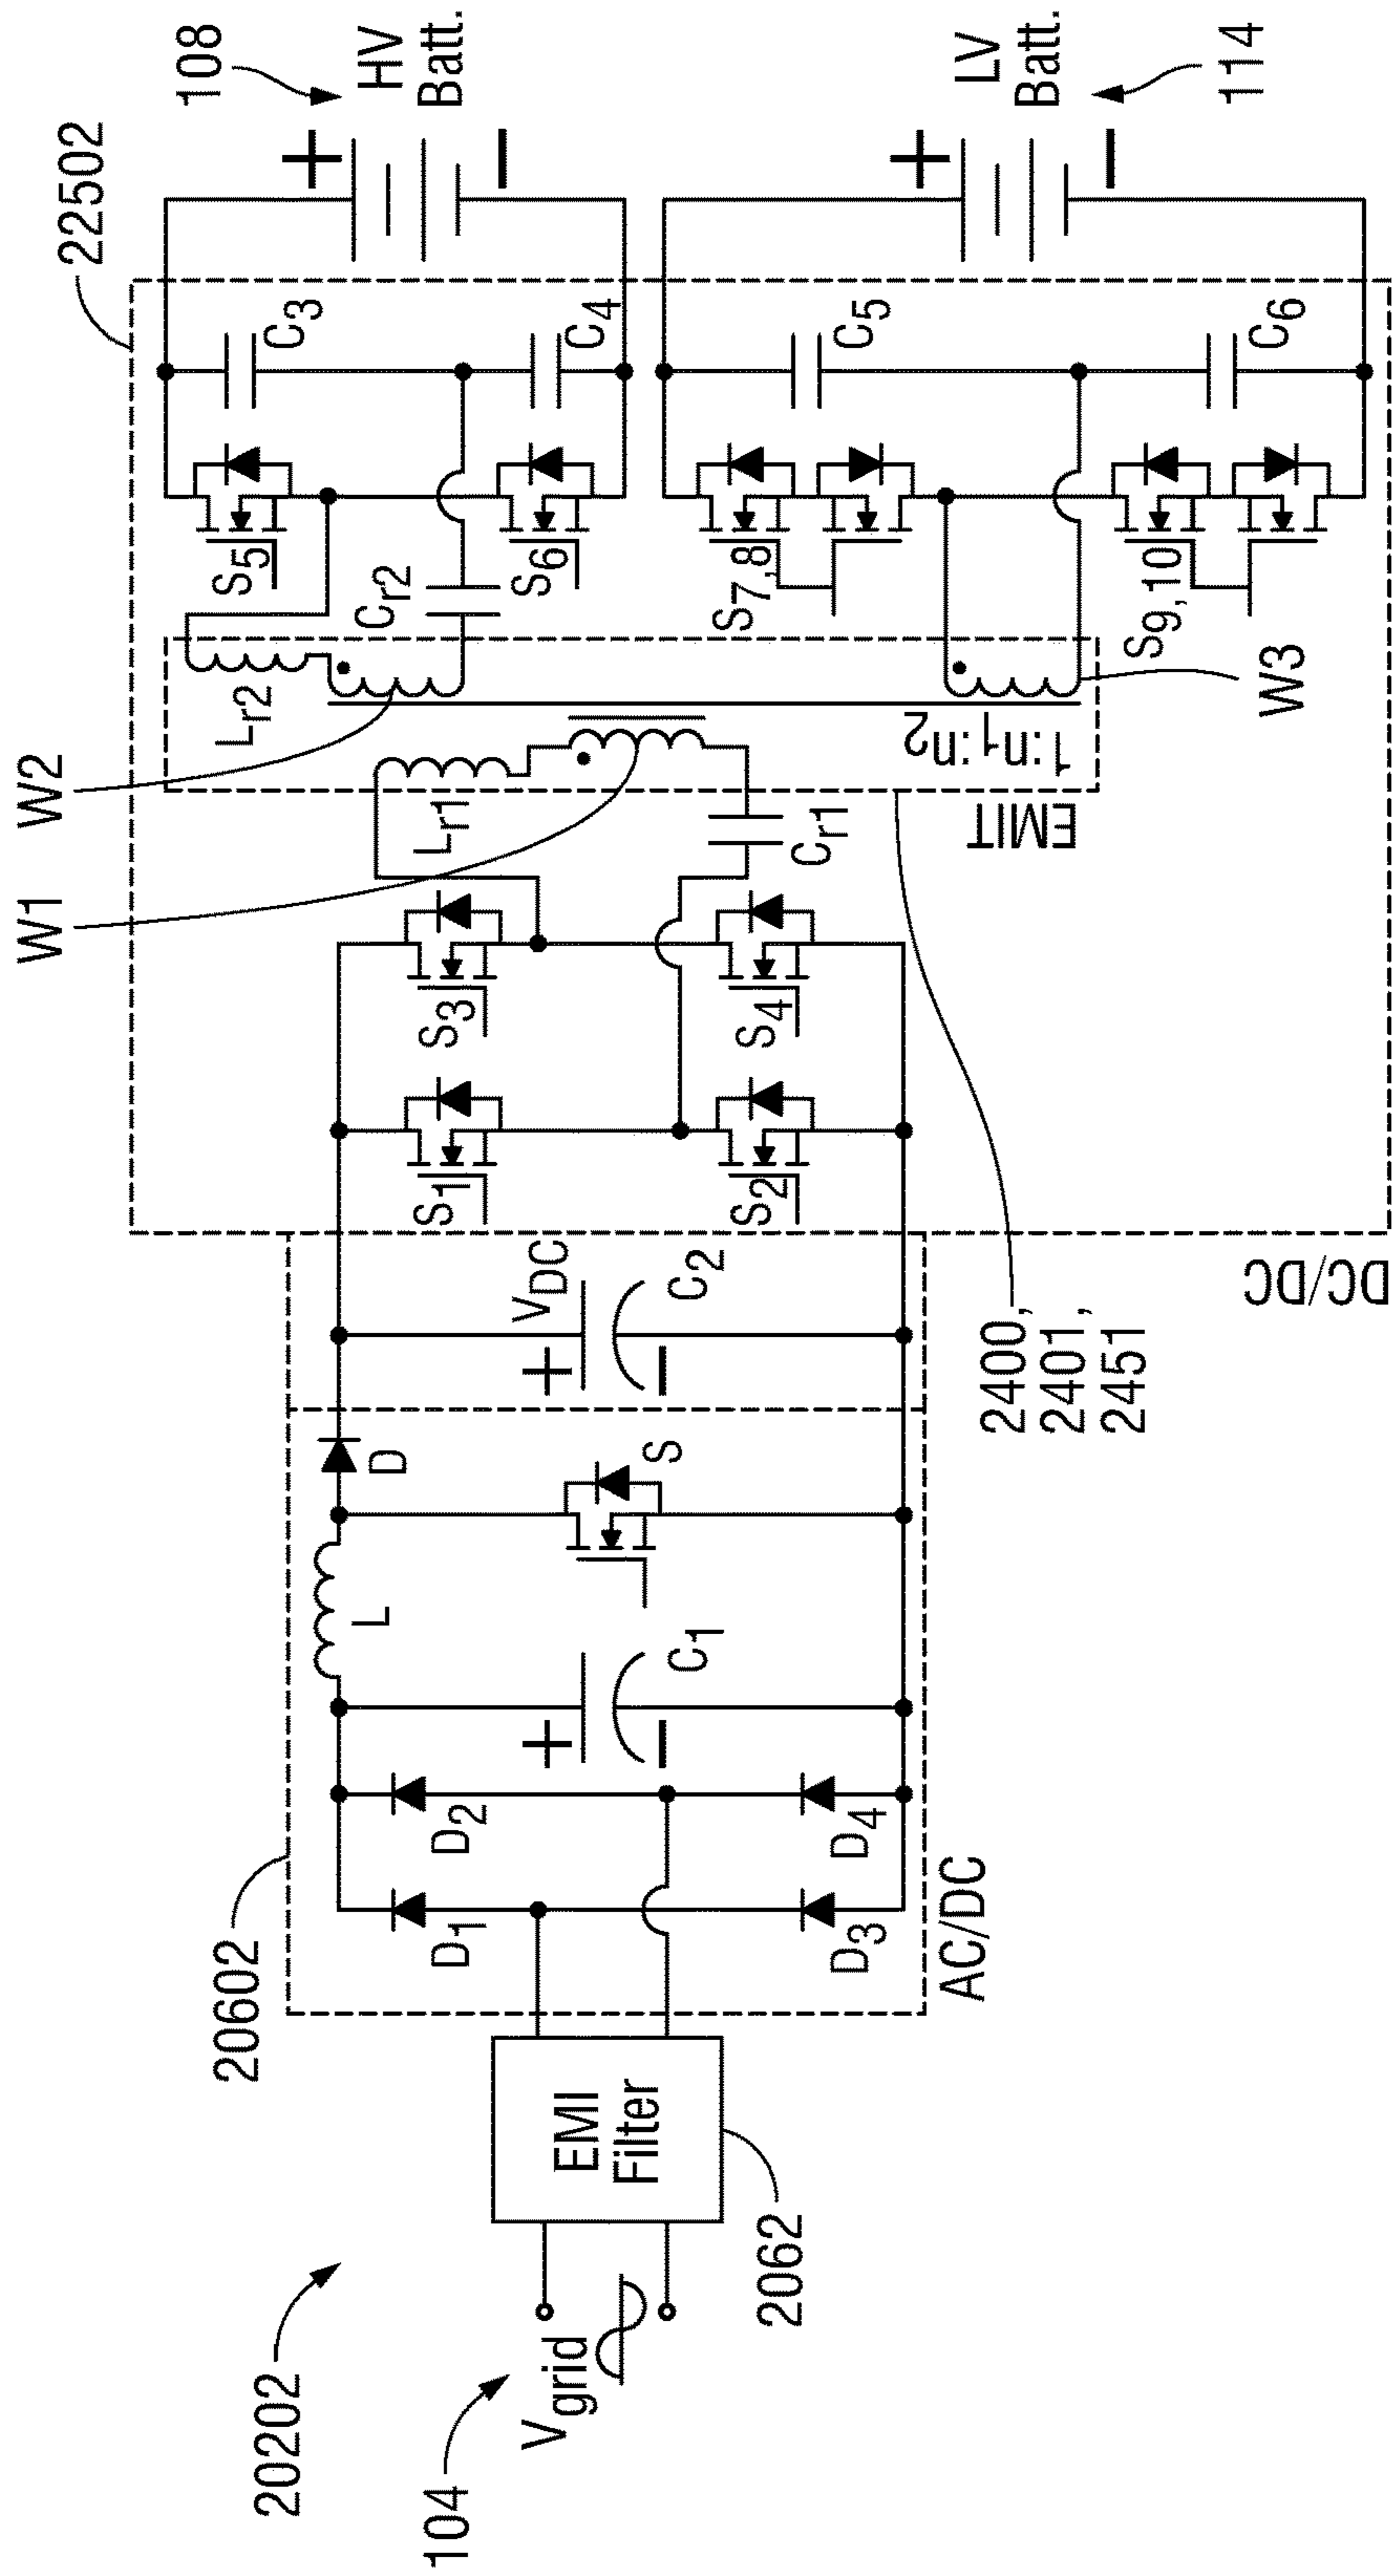 20202
104
Vgrid
EMI
Filter
2062
20602
AC/DC
D1
D2
D3
D4
+
−
C1
L
S
D
+
−
VDC
C2
S1
S2
S3
S4
DC/DC
22502
W1
W2
W3
Lr1
Cr1
Lr2
Cr2
EMIT
1:n1:n2
2400,
2401,
2451
S5
S6
S7,8
S9,10
C3
C4
C5
C6
+
−
HV
Batt.
108
+
−
LV
Batt.
114